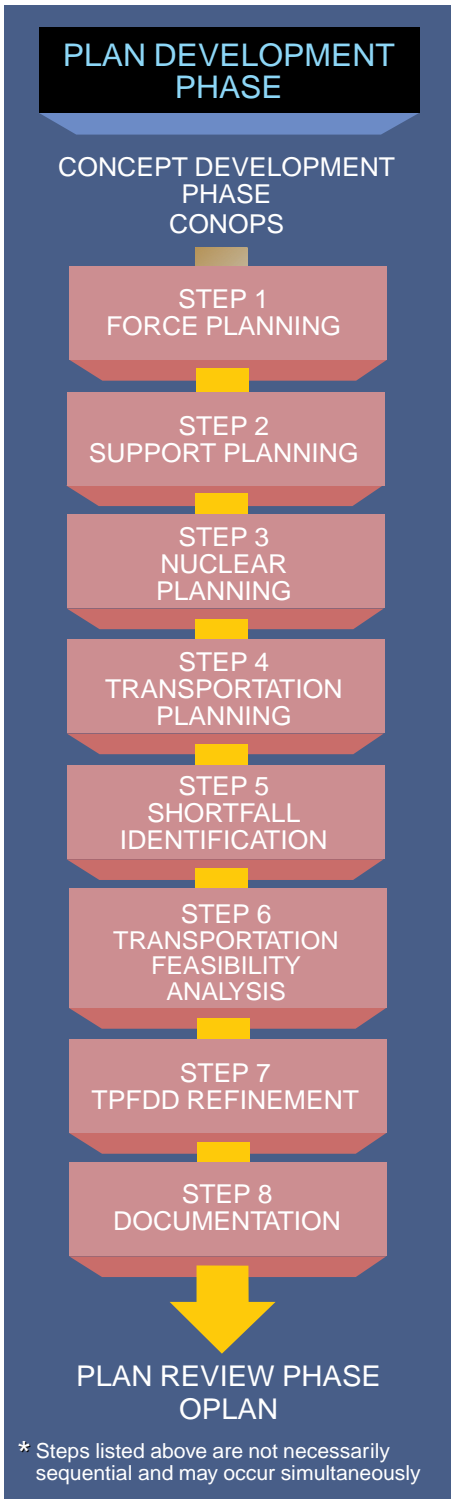 PLAN DEVELOPMENT
PHASE
CONCEPT DEVELOPMENT
PHASE
CONOPS
STEP 1
FORCE PLANNING
STEP 2
SUPPORT PLANNING
STEP 3
NUCLEAR
PLANNING
STEP 4
TRANSPORTATION
PLANNING
STEP 5
SHORTFALL
IDENTIFICATION
STEP 6
TRANSPORTATION
FEASIBILITY
ANALYSIS
STEP 7
TPFDD REFINEMENT
STEP 8
DOCUMENTATION
PLAN REVIEW PHASE
OPLAN
* Steps listed above are not necessarily
sequential and may occur simultaneously